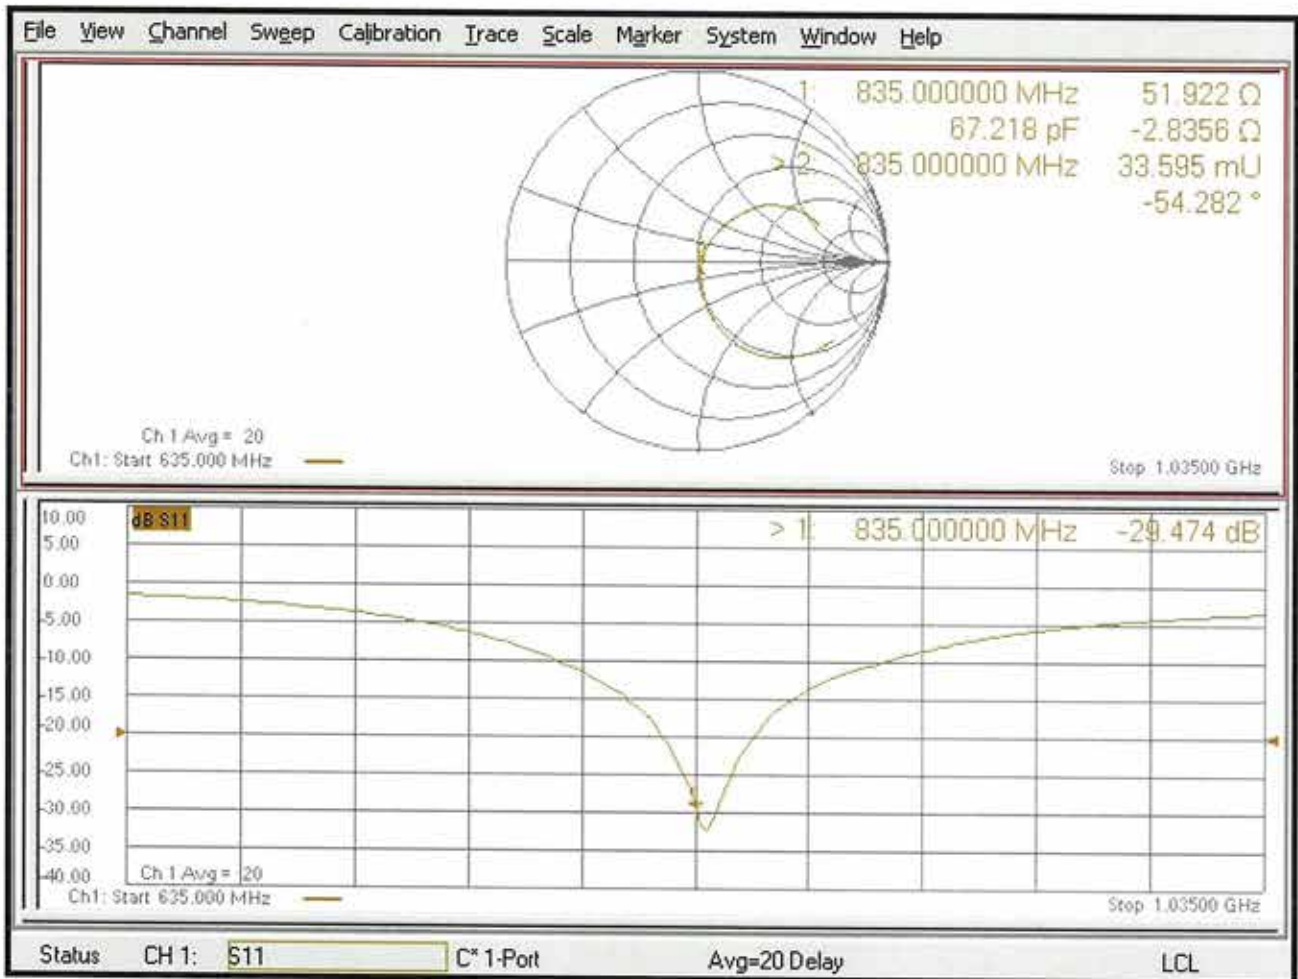 File View Channel Sweep Calibration Trace Scale Marker System Window Help
1: 835.000000 MHz 51.922 Ω
67.218 pF -2.8356 Ω
> 2: 835.000000 MHz 33.595 mU
-54.282 °
Ch 1 Avg = 20
Ch1: Start 635.000 MHz
Stop 1.03500 GHz
10.00
dB S11
> 1: 835.000000 MHz -29.474 dB
5.00
0.00
-5.00
-10.00
-15.00
-20.00
-25.00
-30.00
-35.00
-40.00
Ch 1 Avg = 20
Ch1: Start 635.000 MHz
Stop 1.03500 GHz
Status CH 1: S11 C* 1-Port Avg=20 Delay LCL